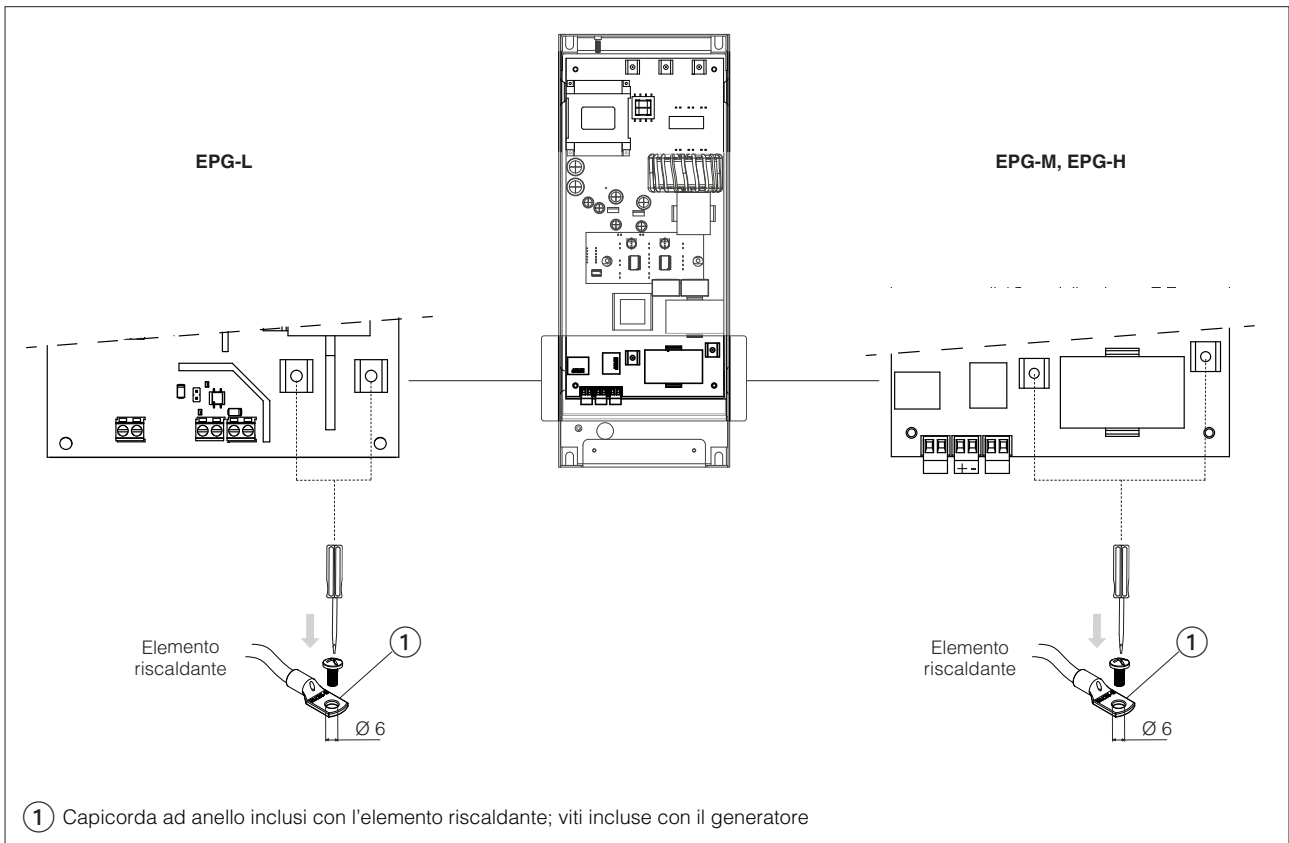 EPG-L
EPG-M, EPG-H
+ -
Elemento
riscaldante
1
Ø 6
Elemento
riscaldante
1
Ø 6
1 Capicorda ad anello inclusi con l'elemento riscaldante; viti incluse con il generatore